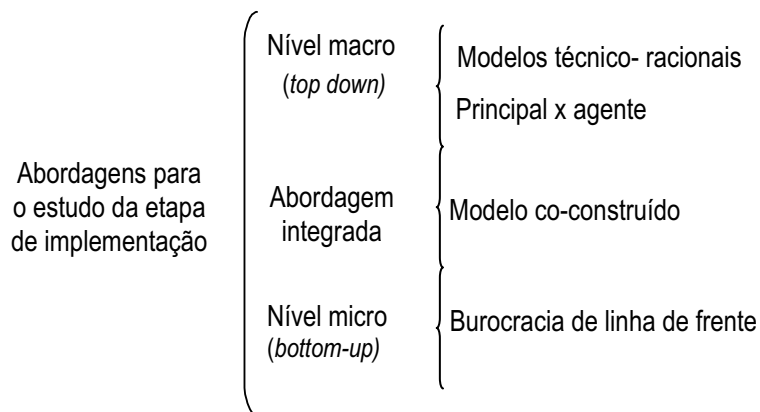 Abordagens para
o estudo da etapa
de implementação
Nível macro
(top down)
Modelos técnico- racionais
Principal x agente
Abordagem
integrada
Modelo co-construído
Nível micro
(bottom-up)
Burocracia de linha de frente